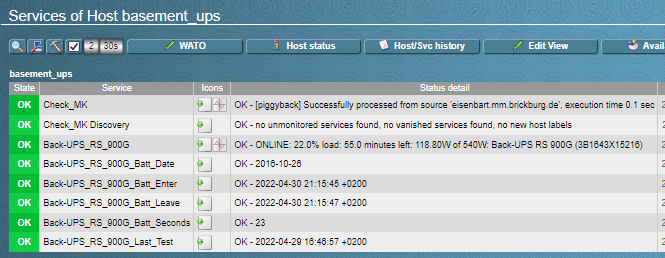 Services of Host basement_ups
2 30s WATO Host status Host/Svc history Edit View Avai
basement_ups
State Service Icons Status detail
OK Check_MK OK - [piggyback] Successfully processed from source 'eisenbart.mm.brickburg.de', execution time 0.1 sec
OK Check_MK Discovery OK - no unmonitored services found, no vanished services found, no new host labels
OK Back-UPS_RS_900G OK - ONLINE: 22.0% load: 55.0 minutes left: 118.80W of 540W: Back-UPS RS 900G (3B1643X15216) 2
OK Back-UPS_RS_900G_Batt_Date OK - 2016-10-26
OK Back-UPS_RS_900G_Batt_Enter OK - 2022-04-30 21:15:45 +0200 2
OK Back-UPS_RS_900G_Batt_Leave OK - 2022-04-30 21:15:47 +0200 2
OK Back-UPS_RS_900G_Batt_Seconds OK - 23 2
OK Back-UPS_RS_900G_Last_Test OK - 2022-04-29 16:46:57 +0200 2